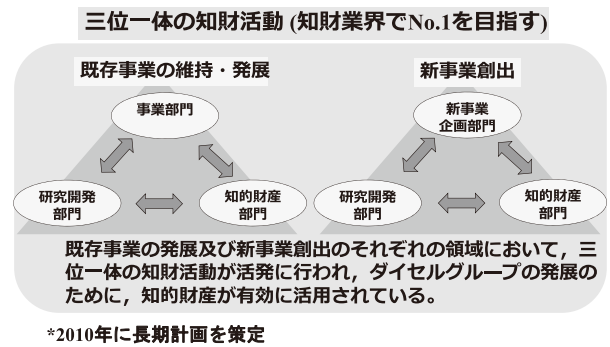 三位一体の知財活動 (知財業界でNo.1を目指す)
既存事業の維持・発展
事業部門
研究開発
部門
知的財産
部門
新事業創出
新事業
企画部門
研究開発
部門
知的財産
部門
既存事業の発展及び新事業創出のそれぞれの領域において，三
位一体の知財活動が活発に行われ，ダイセルグループの発展の
ために，知的財産が有効に活用されている。
*2010年に長期計画を策定